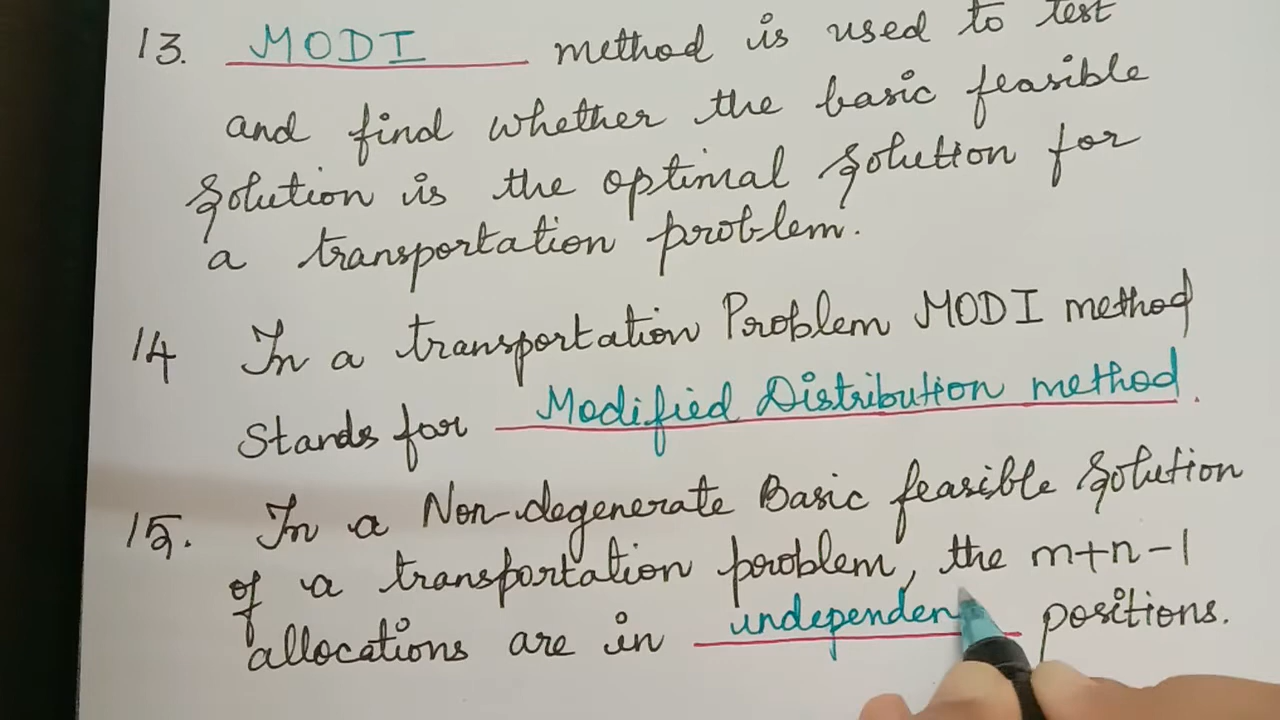 13. MODI method is used to test
and find whether the basic feasible
solution is the optimal solution for
a transportation problem.
14 In a transportation Problem MODI method
Stands for Modified Distribution method.
15. In a Non-degenerate Basic feasible Solution
of a transportation problem, the m+n-1
allocations are in independen positions.